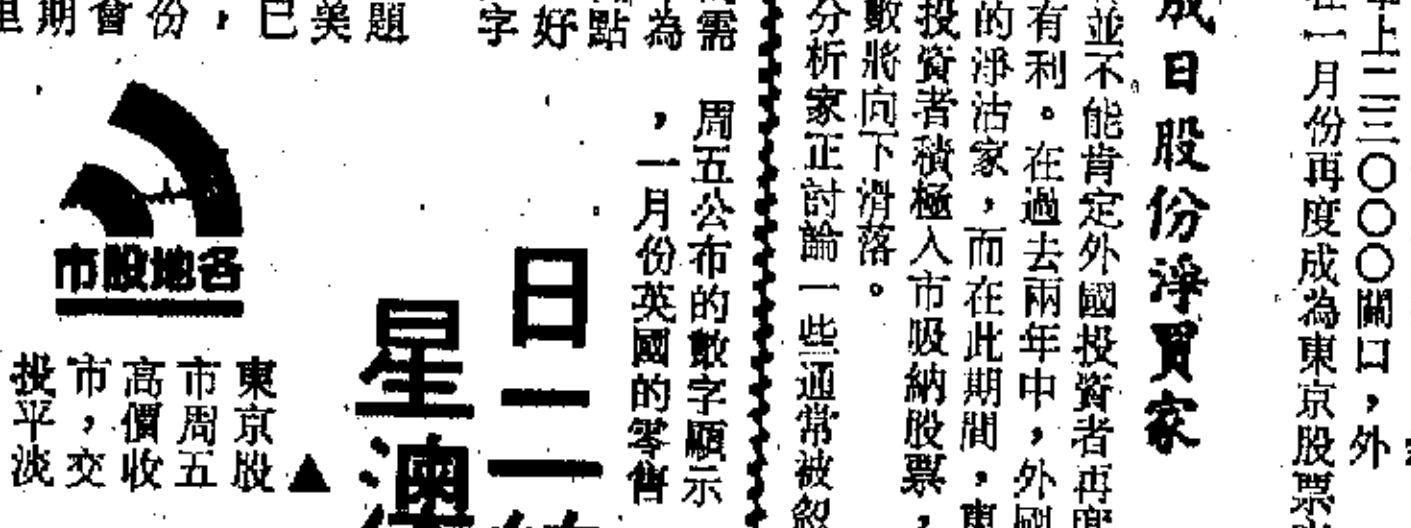 上二三〇〇〇關口，外
一月份再度成為東京股票
成日股份淨買家
並不能肯定外國投資者再度
有利。在過去兩年中，外國
的淨沽家，而在此期間，東
投資者積極入市吸納股票，
數將向下滑落。
分析家正討論一些通常被
需
為
點
好
字
周五公布的數字顯示
，一月份英國的零售
日二
星澳
題
美
已
，
份
會
期
里
各地股市
▲東京股
市周五
高價收
市，交
投平淡